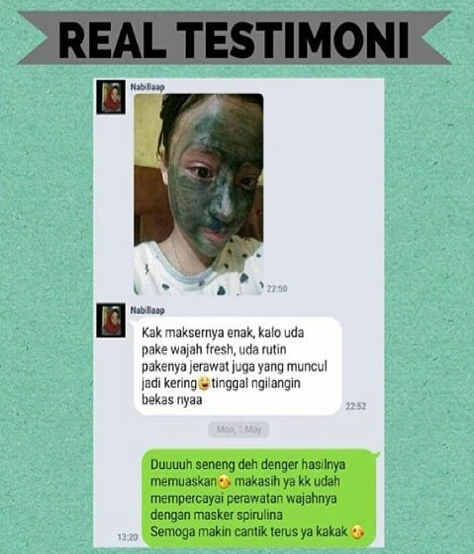 REAL TESTIMONI
Nabillaap
22:50
Nabillaap
Kak maksernya enak, kalo uda
pake wajah fresh, uda rutin
pakenya jerawat juga yang muncul
jadi kering😂tinggal ngilangin
bekas nyaa
22:52
Mon, 1 May
Duuuuh seneng deh denger hasilnya
memuaskan😘 makasih ya kk udah
mempercayai perawatan wajahnya
dengan masker spirulina
Semoga makin cantik terus ya kakak 😘
13:20